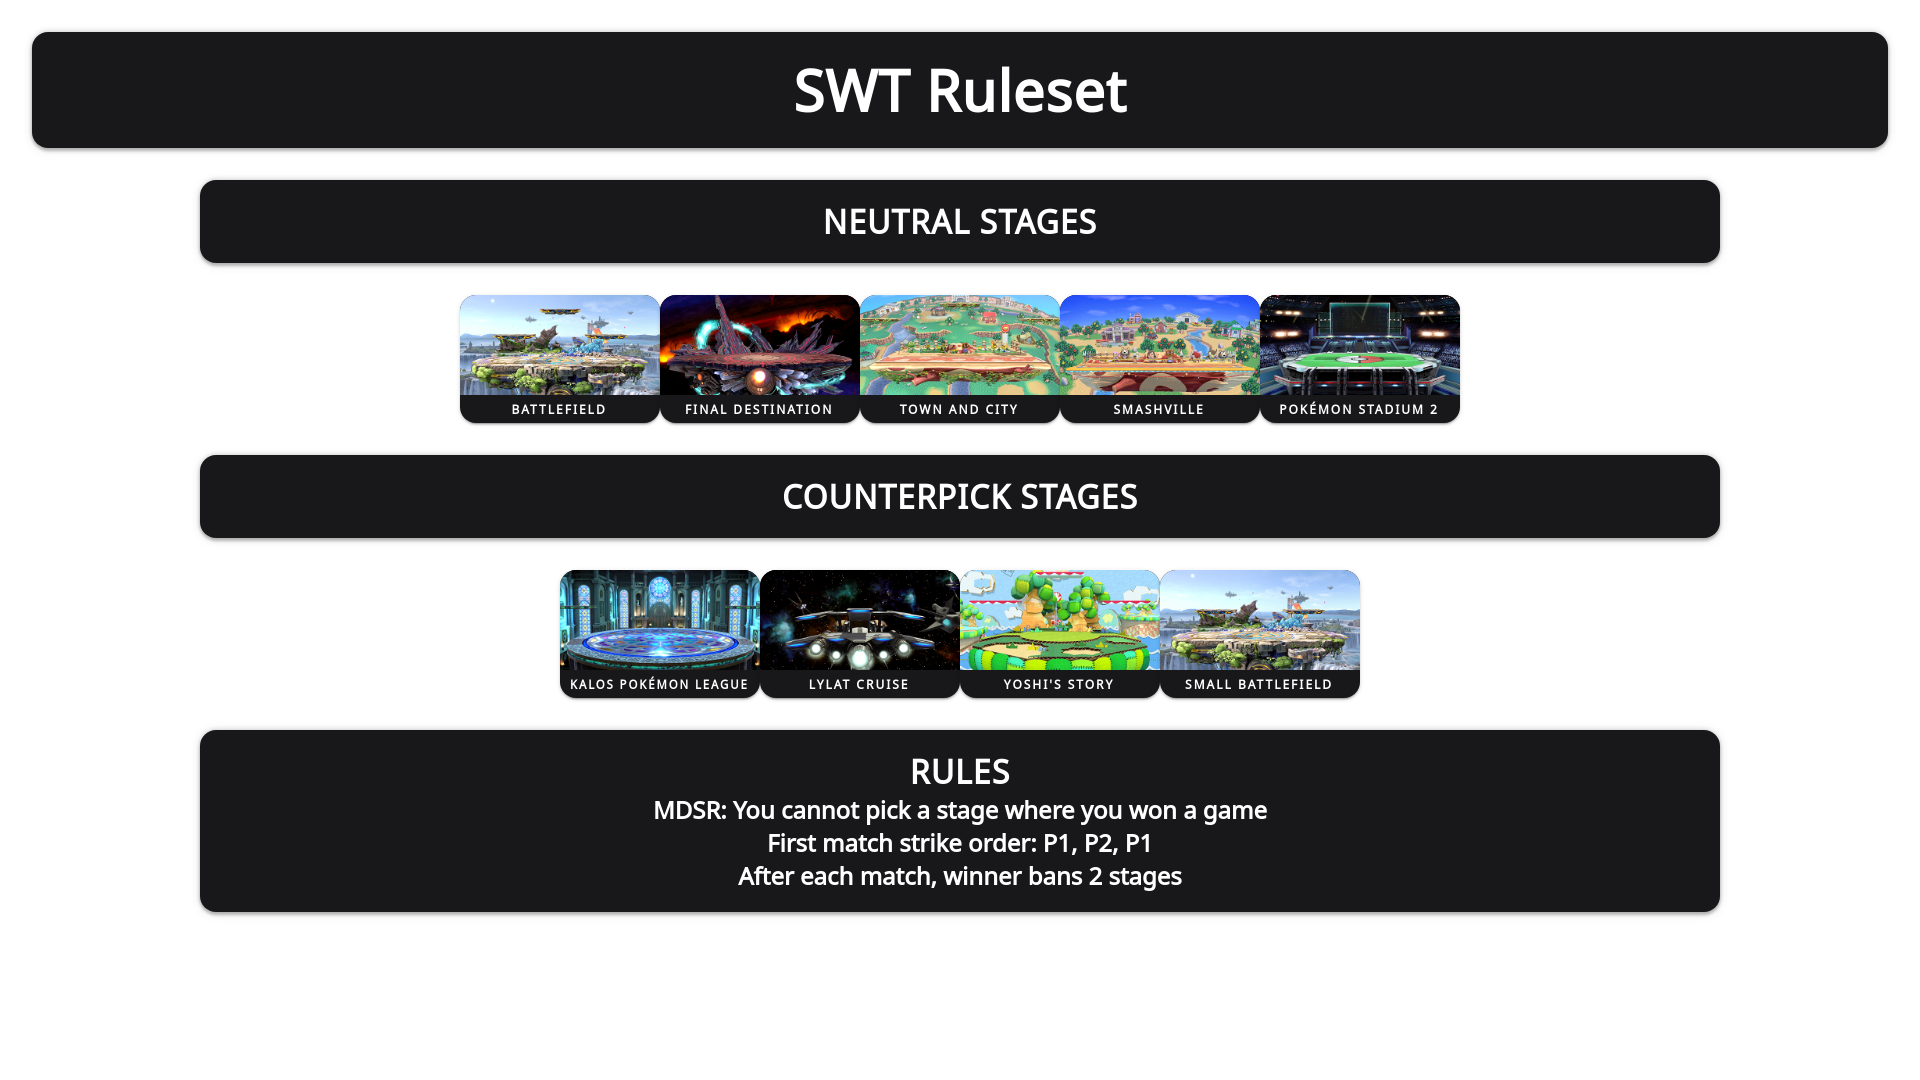 SWT Ruleset
NEUTRAL STAGES
BATTLEFIELD
FINAL DESTINATION
TOWN AND CITY
SMASHVILLE
POKÉMON STADIUM 2
COUNTERPICK STAGES
KALOS POKÉMON LEAGUE
LYLAT CRUISE
YOSHI'S STORY
SMALL BATTLEFIELD
RULES
MDSR: You cannot pick a stage where you won a game
First match strike order: P1, P2, P1
After each match, winner bans 2 stages